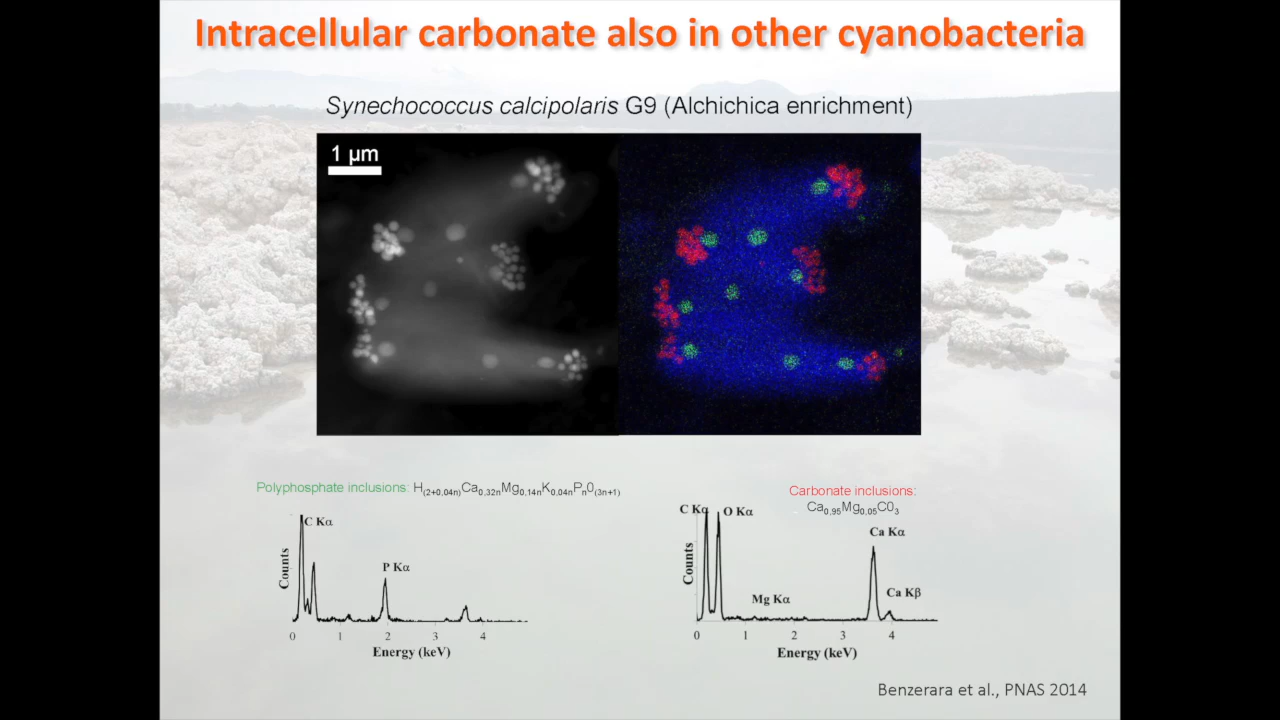 Intracellular carbonate also in other cyanobacteria
Synechococcus calcipolaris G9 (Alchichica enrichment)
1 µm
Polyphosphate inclusions: H(2+0.04n)Ca0.32nMg0.14nK0.04nPn0(3n+1)
C Kα
P Kα
Counts
0 1 2 3 4
Energy (keV)
Carbonate inclusions:
Ca0.95Mg0.05C03
C Kα O Kα
Ca Kα
Mg Kα
Ca Kβ
Counts
0 1 2 3 4
Energy (keV)
Benzerara et al., PNAS 2014